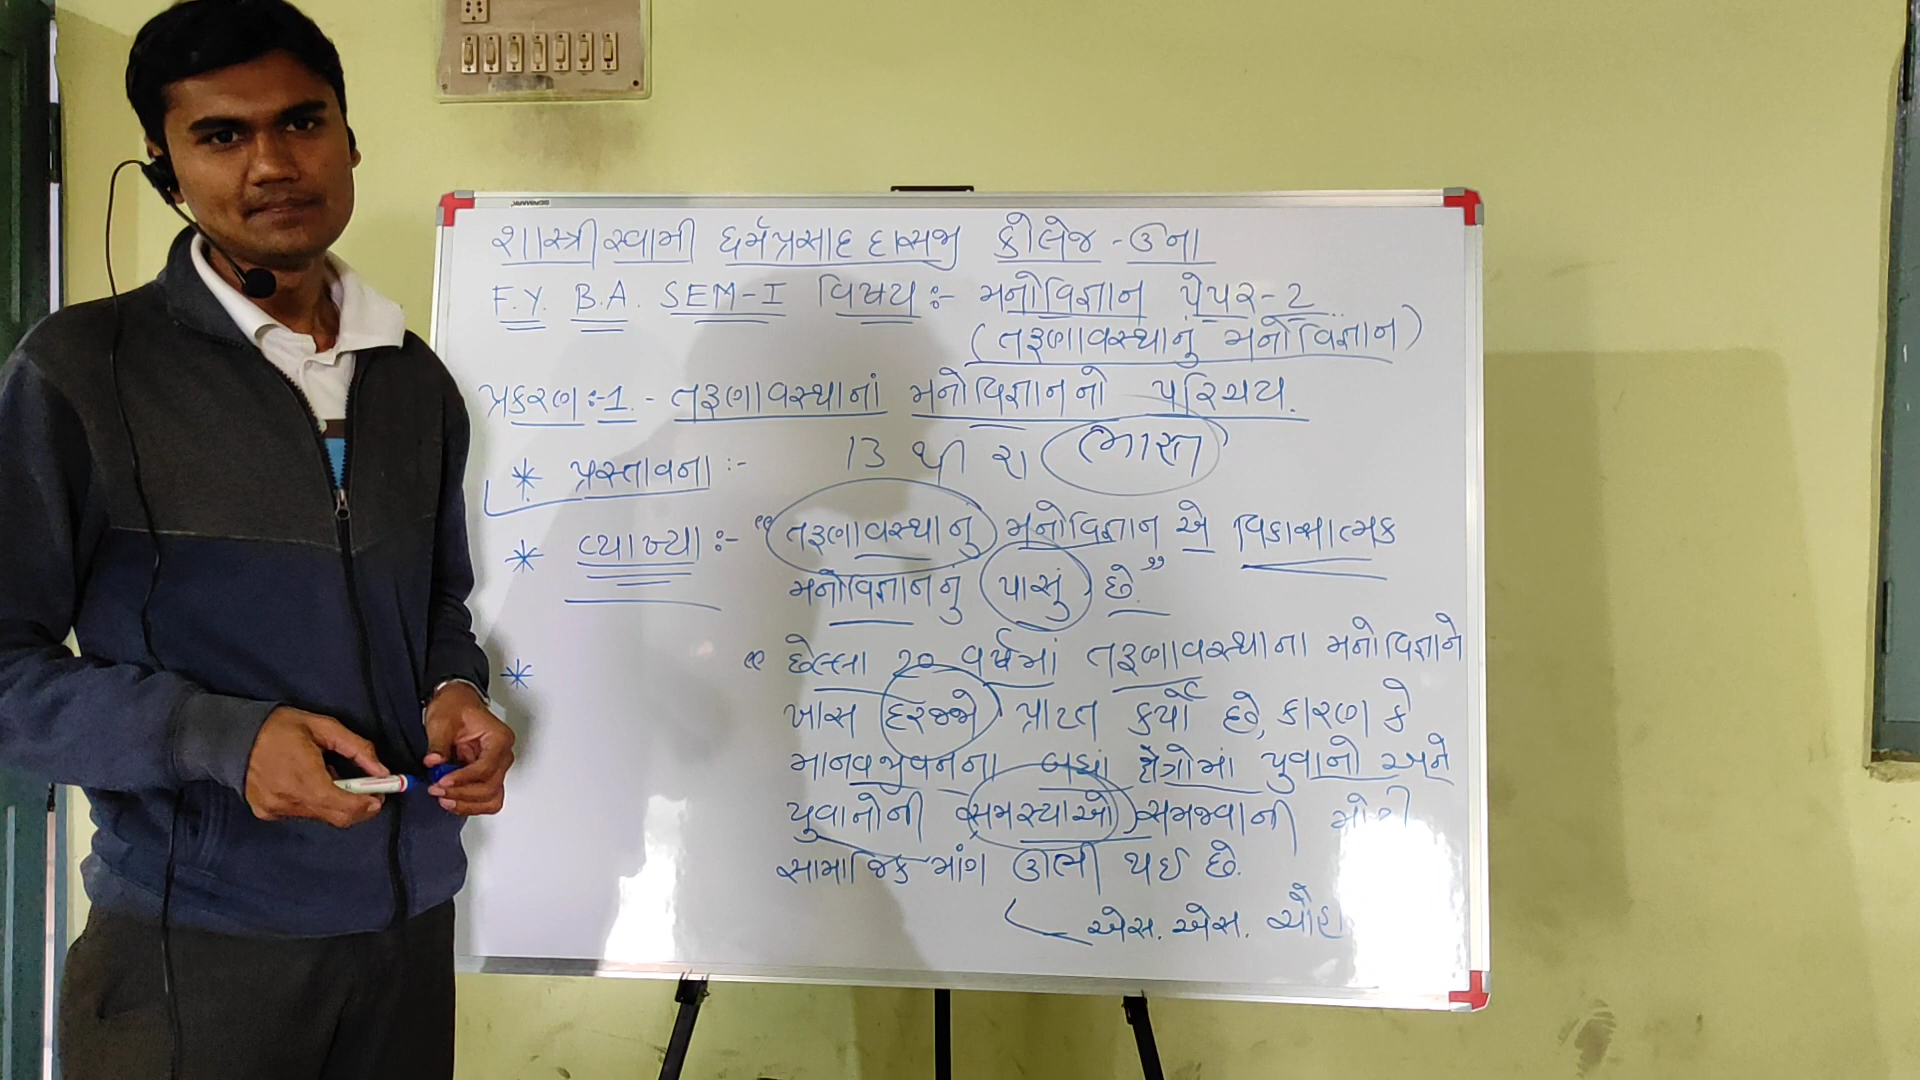 શાસ્ત્રી સ્વામી ધર્મપ્રસાદ દાસજી કોલેજ - ઉના
F.Y. B.A. SEM-I વિષય :- મનોવિજ્ઞાન પેપર-2
(તરૂણાવસ્થાનું મનોવિજ્ઞાન)
પ્રકરણ :-1 - તરૂણાવસ્થાનાં મનોવિજ્ઞાનનો પરિચય.
* પ્રસ્તાવના :- 13 થી ૨૧ (ભારત)
* વ્યાખ્યા :- "તરૂણાવસ્થાનું મનોવિજ્ઞાન એ વિકાસાત્મક
મનોવિજ્ઞાનનું પાસું છે."
* "છેલ્લા 20 વર્ષમાં તરૂણાવસ્થાના મનોવિજ્ઞાને
ખાસ દરજ્જો પ્રાપ્ત કર્યો છે, કારણ કે
માનવજીવનના બધાં ક્ષેત્રોમાં યુવાનો અને
યુવાનોની સમસ્યાઓ સમજવાની
સામાજિક માંગ ઊભી થઈ છે.
એસ. એસ.